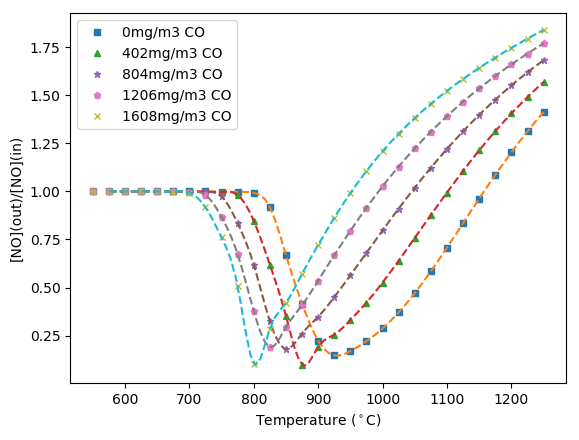 0mg/m3 CO
402mg/m3 CO
804mg/m3 CO
1206mg/m3 CO
1608mg/m3 CO
[NO](out)/[NO](in)
1.75
1.50
1.25
1.00
0.75
0.50
0.25
600 700 800 900 1000 1100 1200
Temperature (°C)